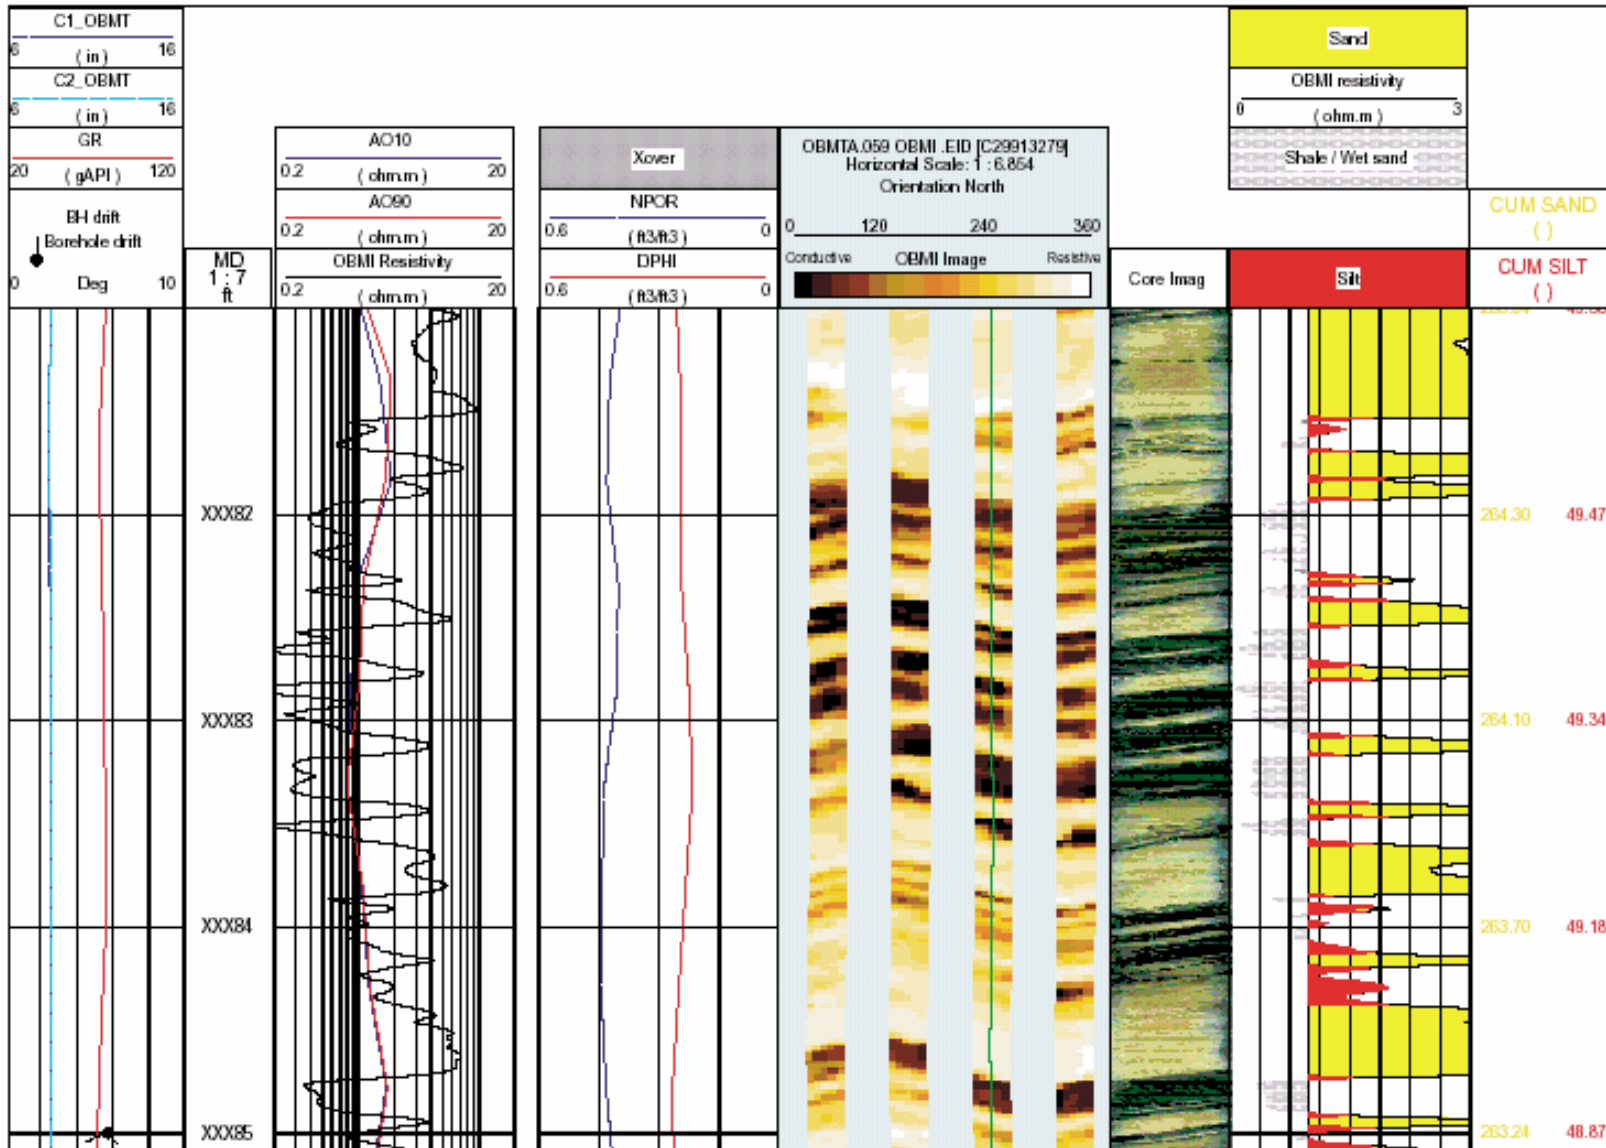 C1_OBMT
6 (in) 16
C2_OBMT
6 (in) 16
GR
20 (gAPI) 120
BH drift
Borehole drift
0 Deg 10
MD
1 : 7
ft
AO10
0.2 (ohm.m) 20
AO90
0.2 (ohm.m) 20
OBMI Resistivity
0.2 (ohm.m) 20
Xover
NPOR
0.6 (ft3/ft3) 0
DPHI
0.6 (ft3/ft3) 0
OBMTA.059 OBMI .EID [C29913279]
Horizontal Scale: 1 : 6.854
Orientation North
0 120 240 360
Conductive OBMI Image Resistive
Core Imag
Sand
OBMI resistivity
0 (ohm.m) 3
Shale / Wet sand
Silt
CUM SAND
( )
CUM SILT
( )
XXX82 264.30 49.47
XXX83 264.10 49.34
XXX84 263.70 49.18
XXX85 263.24 48.87